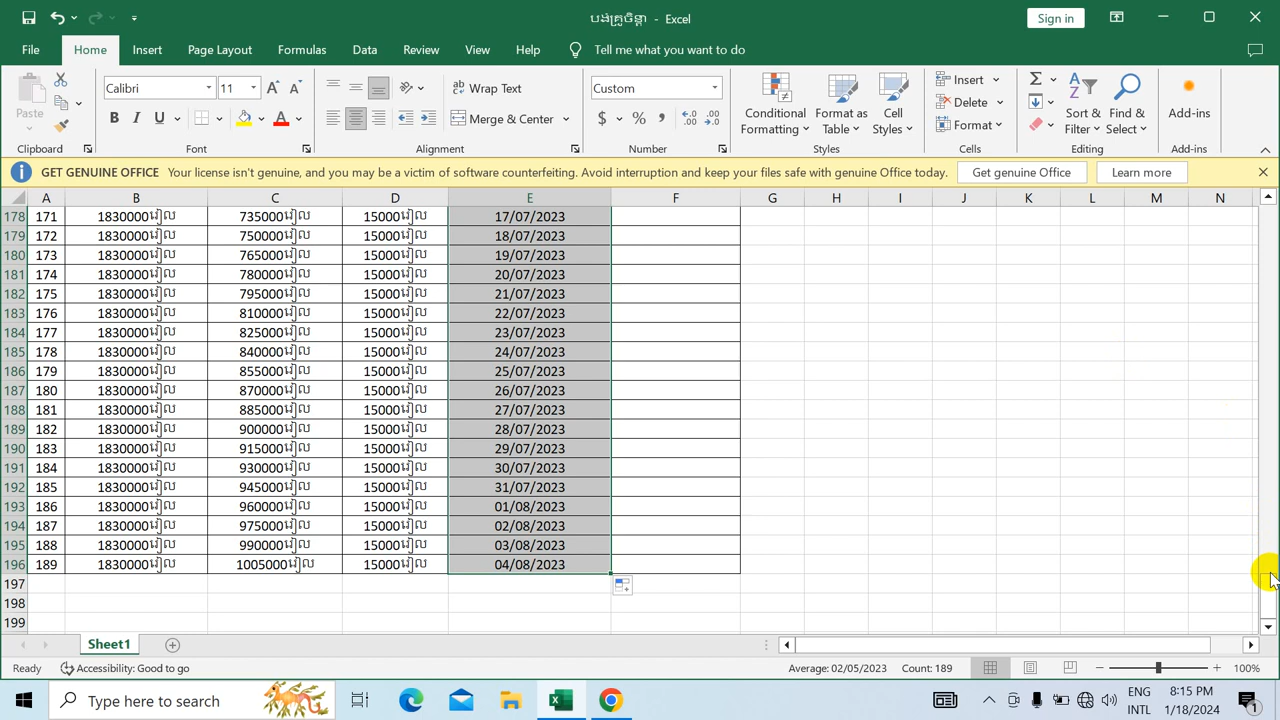 បងគ្រូចិន្តា - Excel
Sign in
File Home Insert Page Layout Formulas Data Review View Help Tell me what you want to do
Paste
Clipboard
Calibri 11
B I U
Font
Wrap Text
Merge & Center
Alignment
Custom
$ % ,
Number
Conditional Formatting
Format as Table
Cell Styles
Styles
Insert
Delete
Format
Cells
Sort & Filter
Find & Select
Editing
Add-ins
Add-ins
GET GENUINE OFFICE Your license isn't genuine, and you may be a victim of software counterfeiting. Avoid interruption and keep your files safe with genuine Office today. Get genuine Office Learn more
A B C D E F G H I J K L M N
178 171 1830000រៀល 735000រៀល 15000រៀល 17/07/2023
179 172 1830000រៀល 750000រៀល 15000រៀល 18/07/2023
180 173 1830000រៀល 765000រៀល 15000រៀល 19/07/2023
181 174 1830000រៀល 780000រៀល 15000រៀល 20/07/2023
182 175 1830000រៀល 795000រៀល 15000រៀល 21/07/2023
183 176 1830000រៀល 810000រៀល 15000រៀល 22/07/2023
184 177 1830000រៀល 825000រៀល 15000រៀល 23/07/2023
185 178 1830000រៀល 840000រៀល 15000រៀល 24/07/2023
186 179 1830000រៀល 855000រៀល 15000រៀល 25/07/2023
187 180 1830000រៀល 870000រៀល 15000រៀល 26/07/2023
188 181 1830000រៀល 885000រៀល 15000រៀល 27/07/2023
189 182 1830000រៀល 900000រៀល 15000រៀល 28/07/2023
190 183 1830000រៀល 915000រៀល 15000រៀល 29/07/2023
191 184 1830000រៀល 930000រៀល 15000រៀល 30/07/2023
192 185 1830000រៀល 945000រៀល 15000រៀល 31/07/2023
193 186 1830000រៀល 960000រៀល 15000រៀល 01/08/2023
194 187 1830000រៀល 975000រៀល 15000រៀល 02/08/2023
195 188 1830000រៀល 990000រៀល 15000រៀល 03/08/2023
196 189 1830000រៀល 1005000រៀល 15000រៀល 04/08/2023
197
198
199
Sheet1
Ready Accessibility: Good to go Average: 02/05/2023 Count: 189 100%
Type here to search
ENG
INTL
8:15 PM
1/18/2024
1